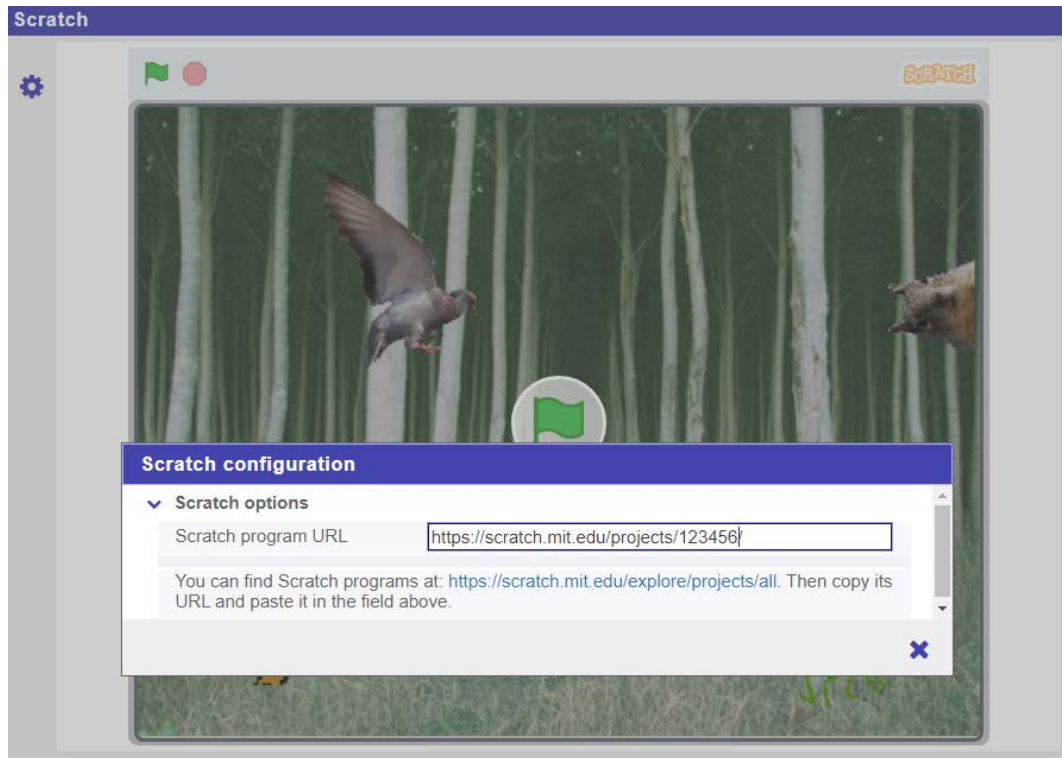 Scratch
SCRATCH
Scratch configuration
Scratch options
Scratch program URL
https://scratch.mit.edu/projects/123456/
You can find Scratch programs at: https://scratch.mit.edu/explore/projects/all. Then copy its
URL and paste it in the field above.